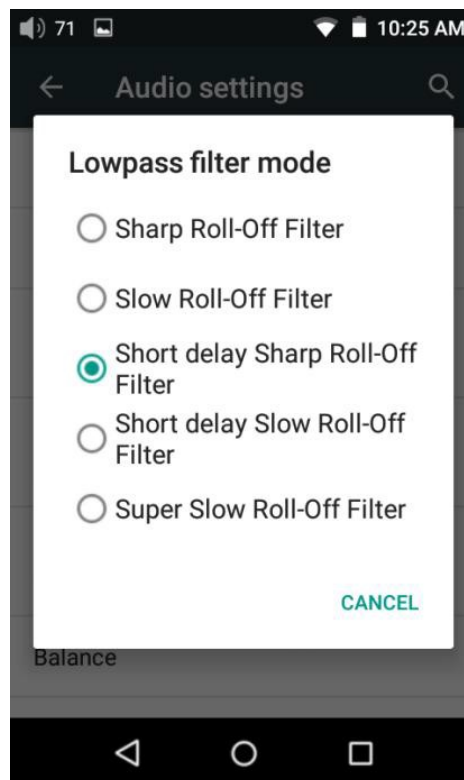 71 10:25 AM
Audio settings
Lowpass filter mode
Sharp Roll-Off Filter
Slow Roll-Off Filter
Short delay Sharp Roll-Off
Filter
Short delay Slow Roll-Off
Filter
Super Slow Roll-Off Filter
CANCEL
Balance